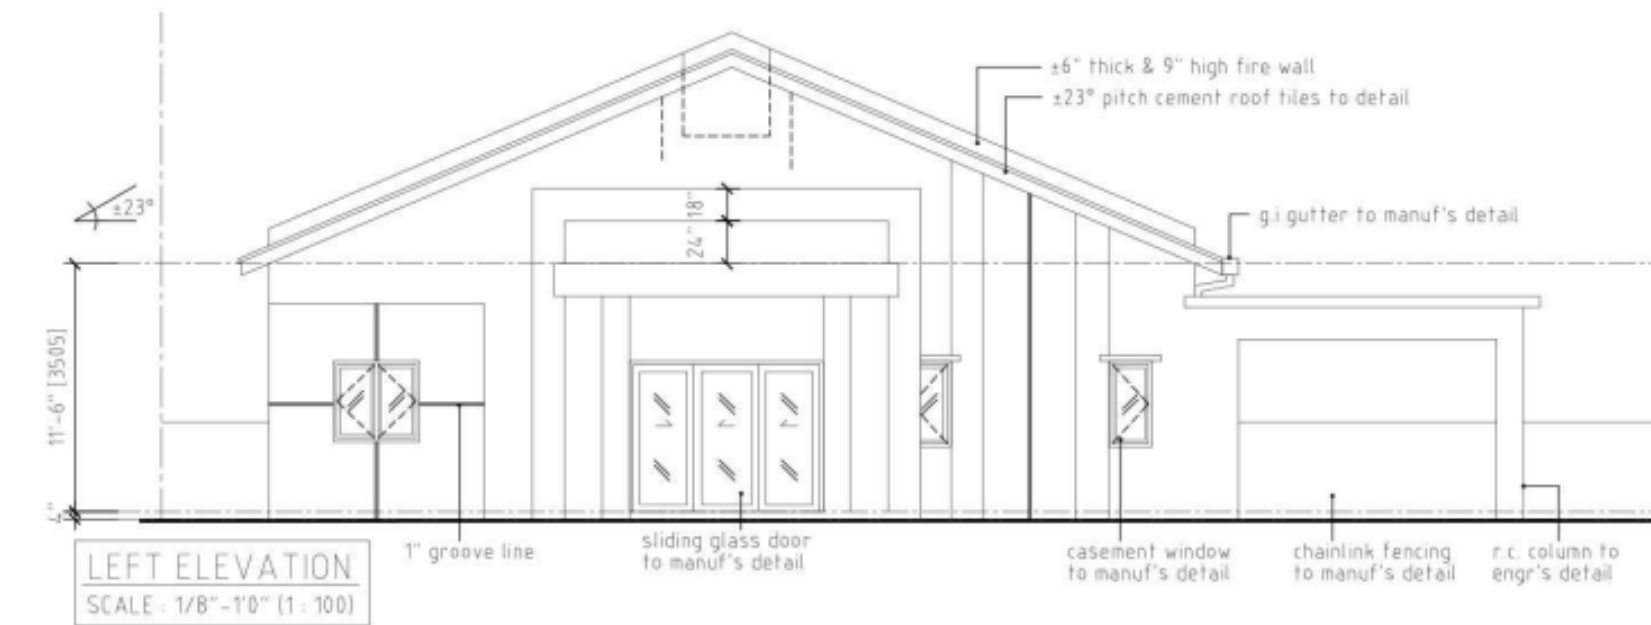 ±6" thick & 9" high fire wall
±23° pitch cement roof tiles to detail
±23°
18"
24"
g.i gutter to manuf's detail
11'-6" [3505]
4"
1" groove line
sliding glass door
to manuf's detail
casement window
to manuf's detail
chainlink fencing
to manuf's detail
r.c. column to
engr's detail
LEFT ELEVATION
SCALE : 1/8"-1'0" (1 : 100)